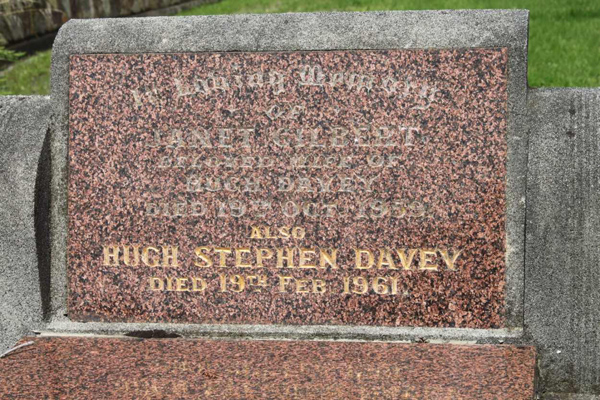 In Loving Memory
OF
JANET GILBERT
BELOVED WIFE OF
HUGH DAVEY
DIED 19TH OCT. 1959.
ALSO
HUGH STEPHEN DAVEY
DIED 19TH FEB. 1961.